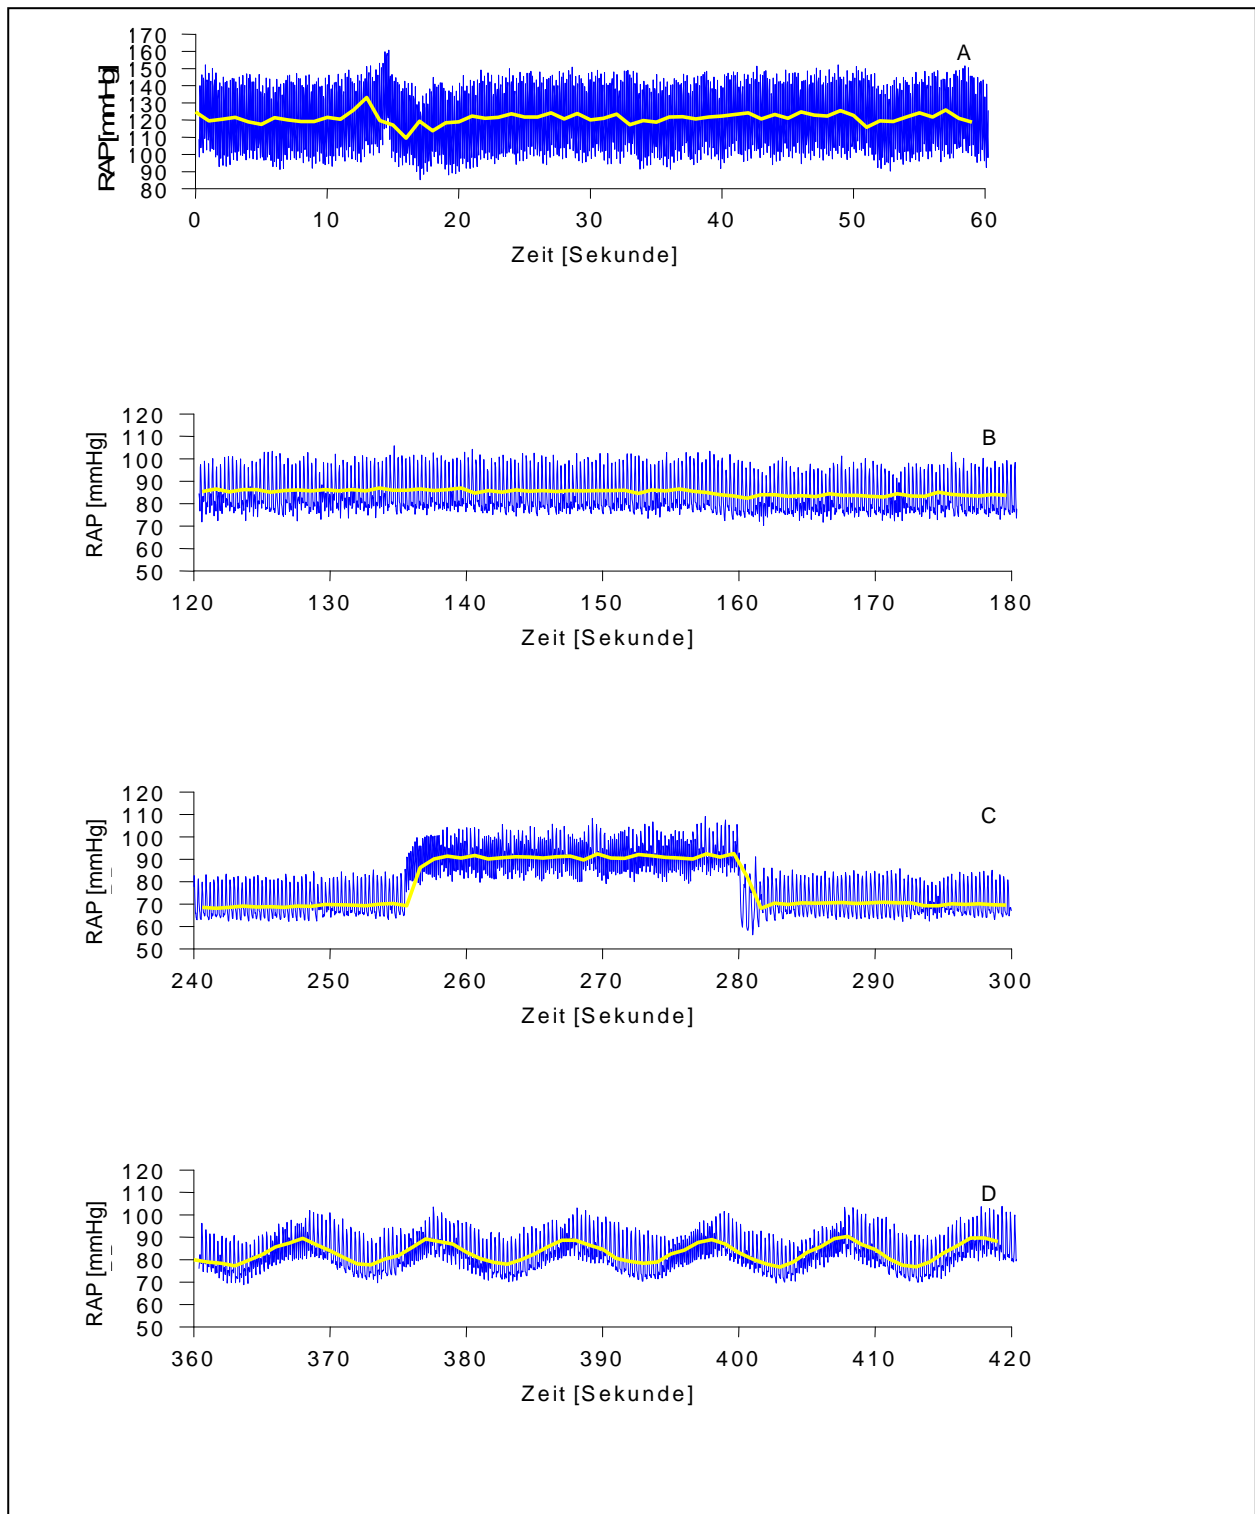 A
170
160
150
140
130
120
110
100
90
80
RAP [mmHg]
0 10 20 30 40 50 60
Zeit [Sekunde]
B
120
110
100
90
80
70
60
50
RAP [mmHg]
120 130 140 150 160 170 180
Zeit [Sekunde]
C
120
110
100
90
80
70
60
50
RAP [mmHg]
240 250 260 270 280 290 300
Zeit [Sekunde]
D
120
110
100
90
80
70
60
50
RAP [mmHg]
360 370 380 390 400 410 420
Zeit [Sekunde]